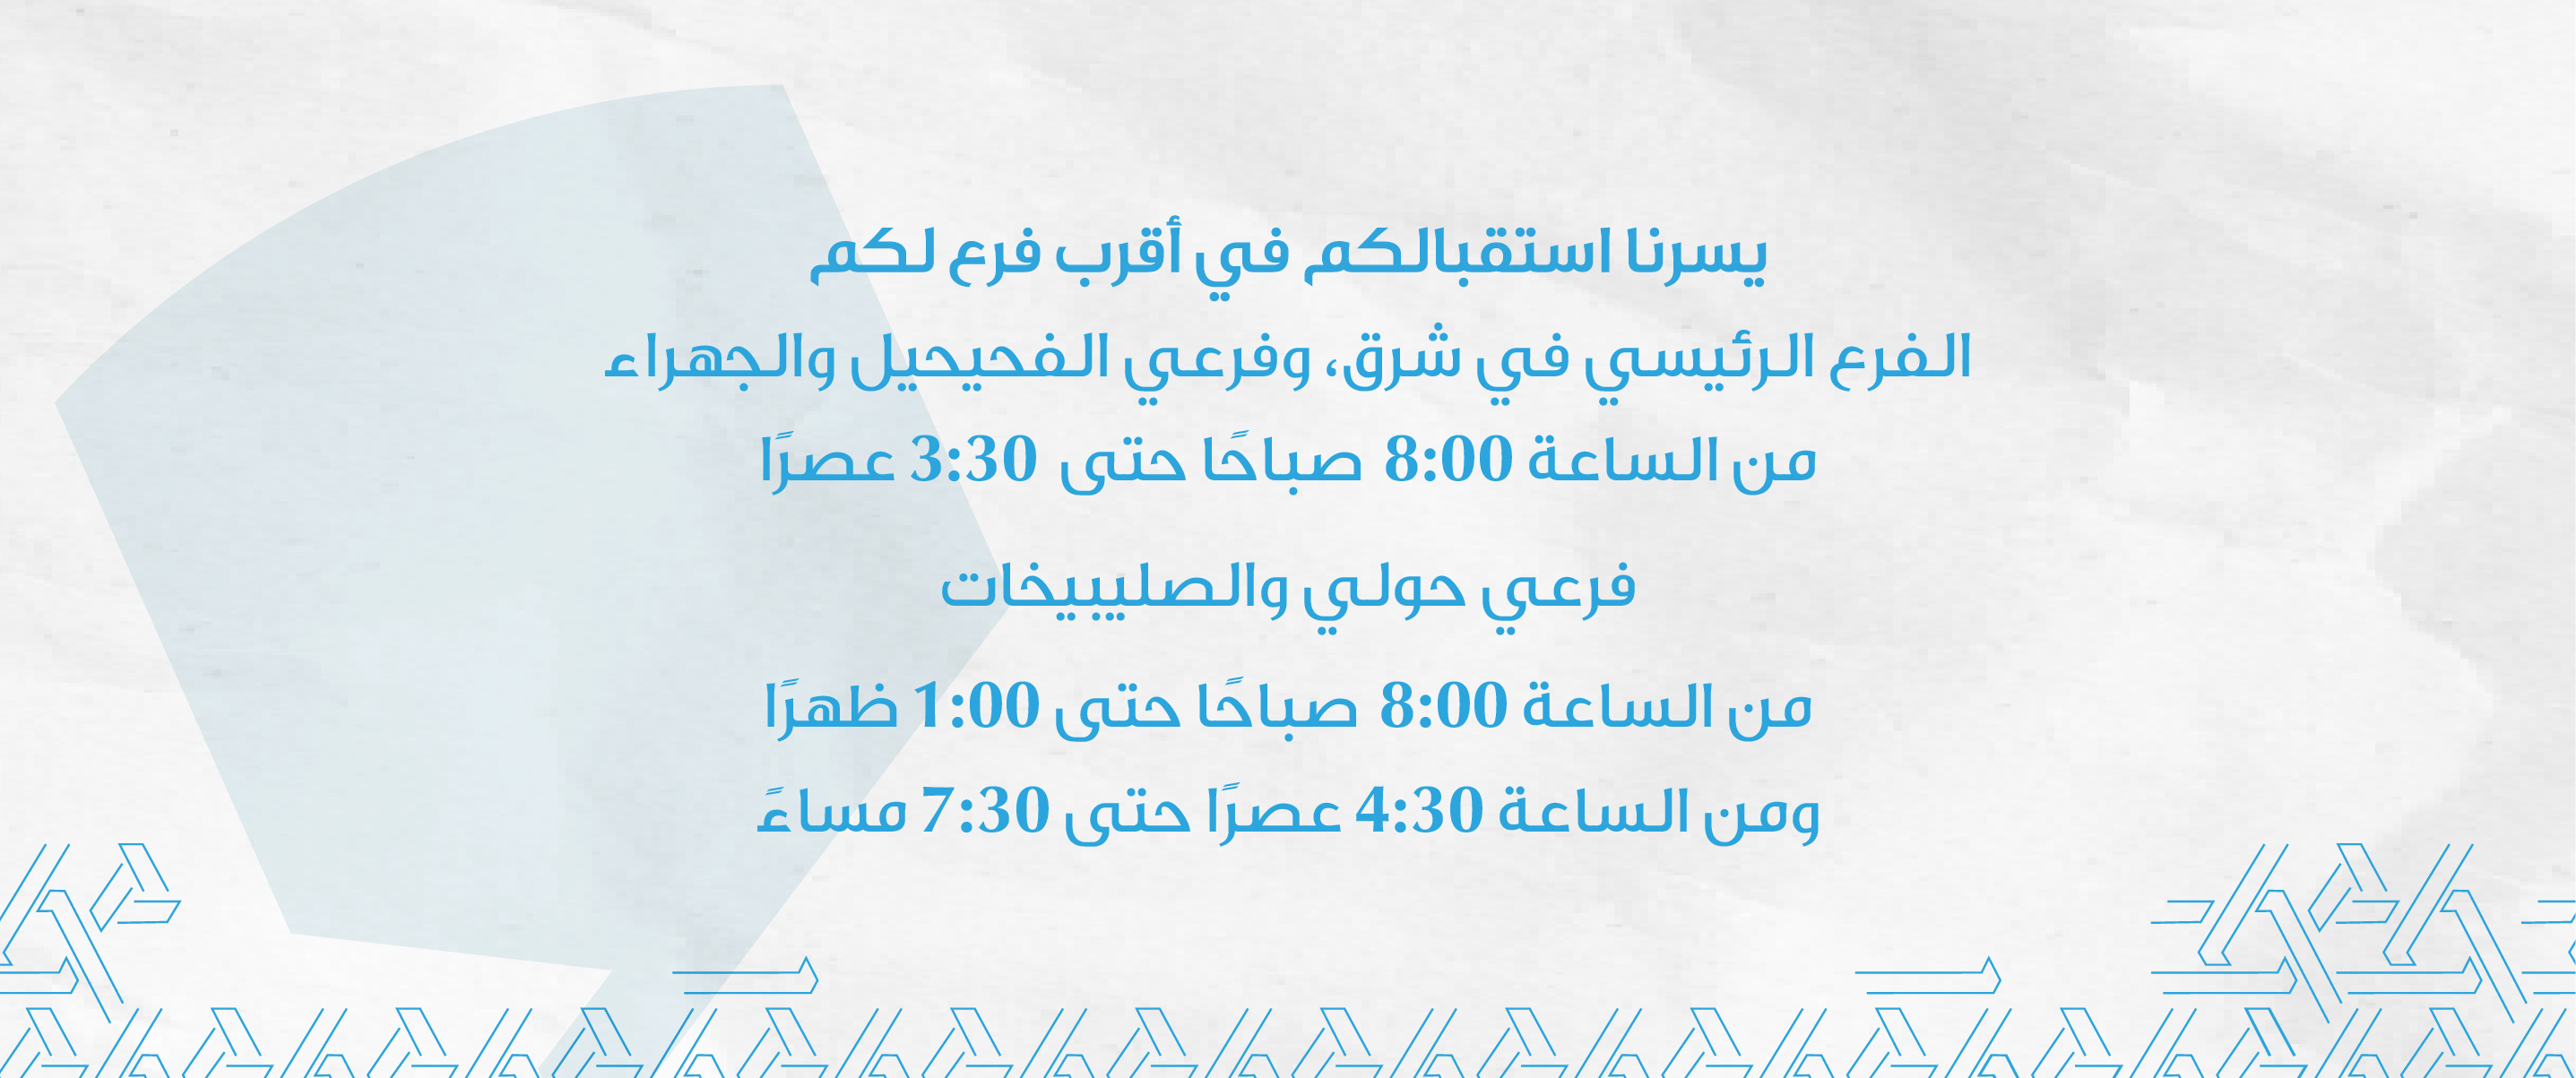 يسرنا استقبالكم في أقرب فرع لكم
الفرع الرئيسي في شرق، وفرعي الفحيحيل والجهراء
من الساعة 8:00 صباحًا حتى 3:30 عصرًا
فرعي حولي والصليبيخات
من الساعة 8:00 صباحًا حتى 1:00 ظهرًا
ومن الساعة 4:30 عصرًا حتى 7:30 مساءً